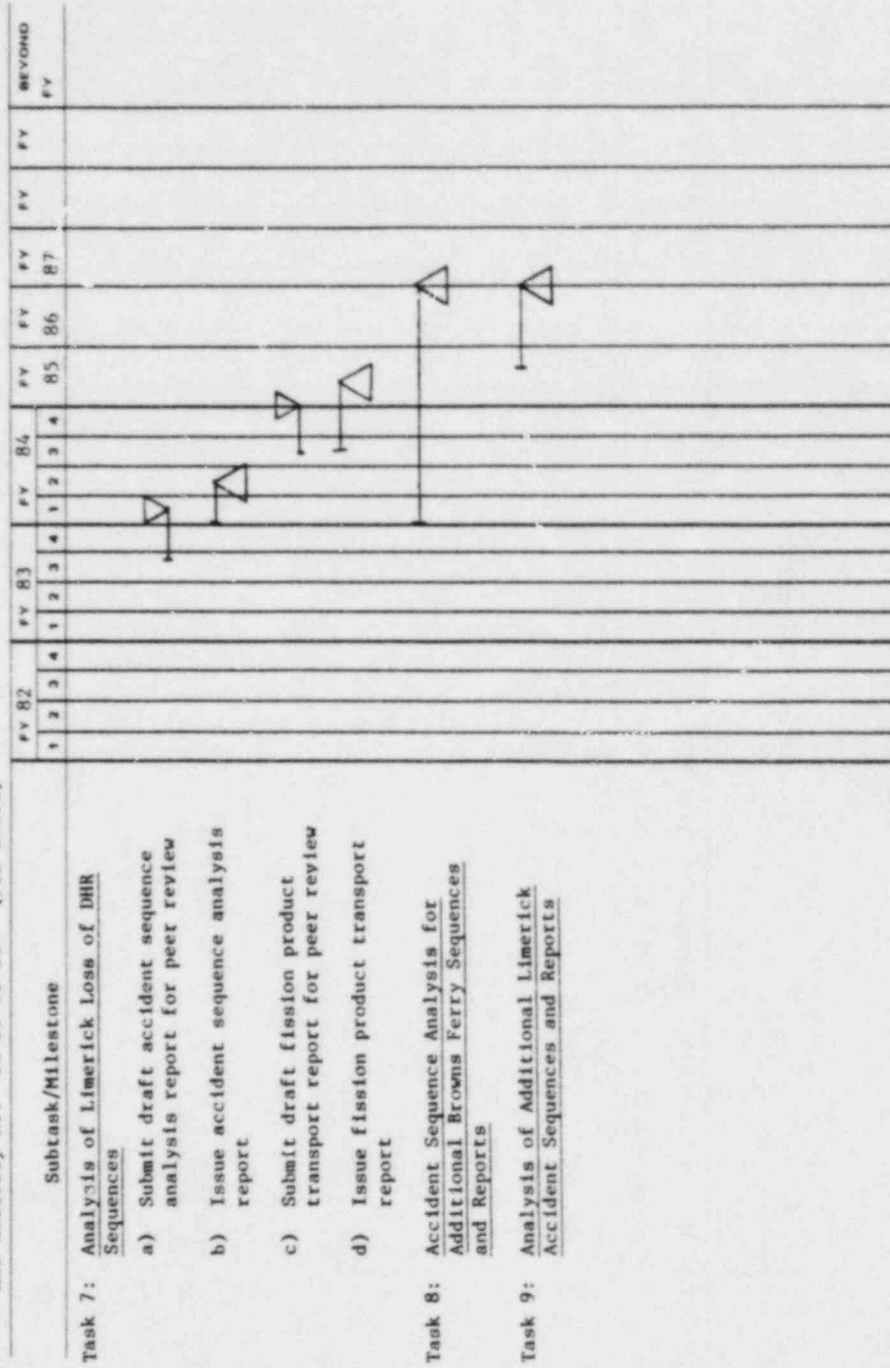 Subtask/Milestone
FY 82 FY 83 FY 84 FY FY FY FY FY BEYOND
1 2 3 4 1 2 3 4 1 2 3 4 85 86 87 FY
Task 7: Analysis of Limerick Loss of DHR
Sequences
a) Submit draft accident sequence
analysis report for peer review
b) Issue accident sequence analysis
report
c) Submit draft fission product
transport report for peer review
d) Issue fission product transport
report
Task 8: Accident Sequence Analysis for
Additional Browns Ferry Sequences
and Reports
Task 9: Analysis of Additional Limerick
Accident Sequences and Reports